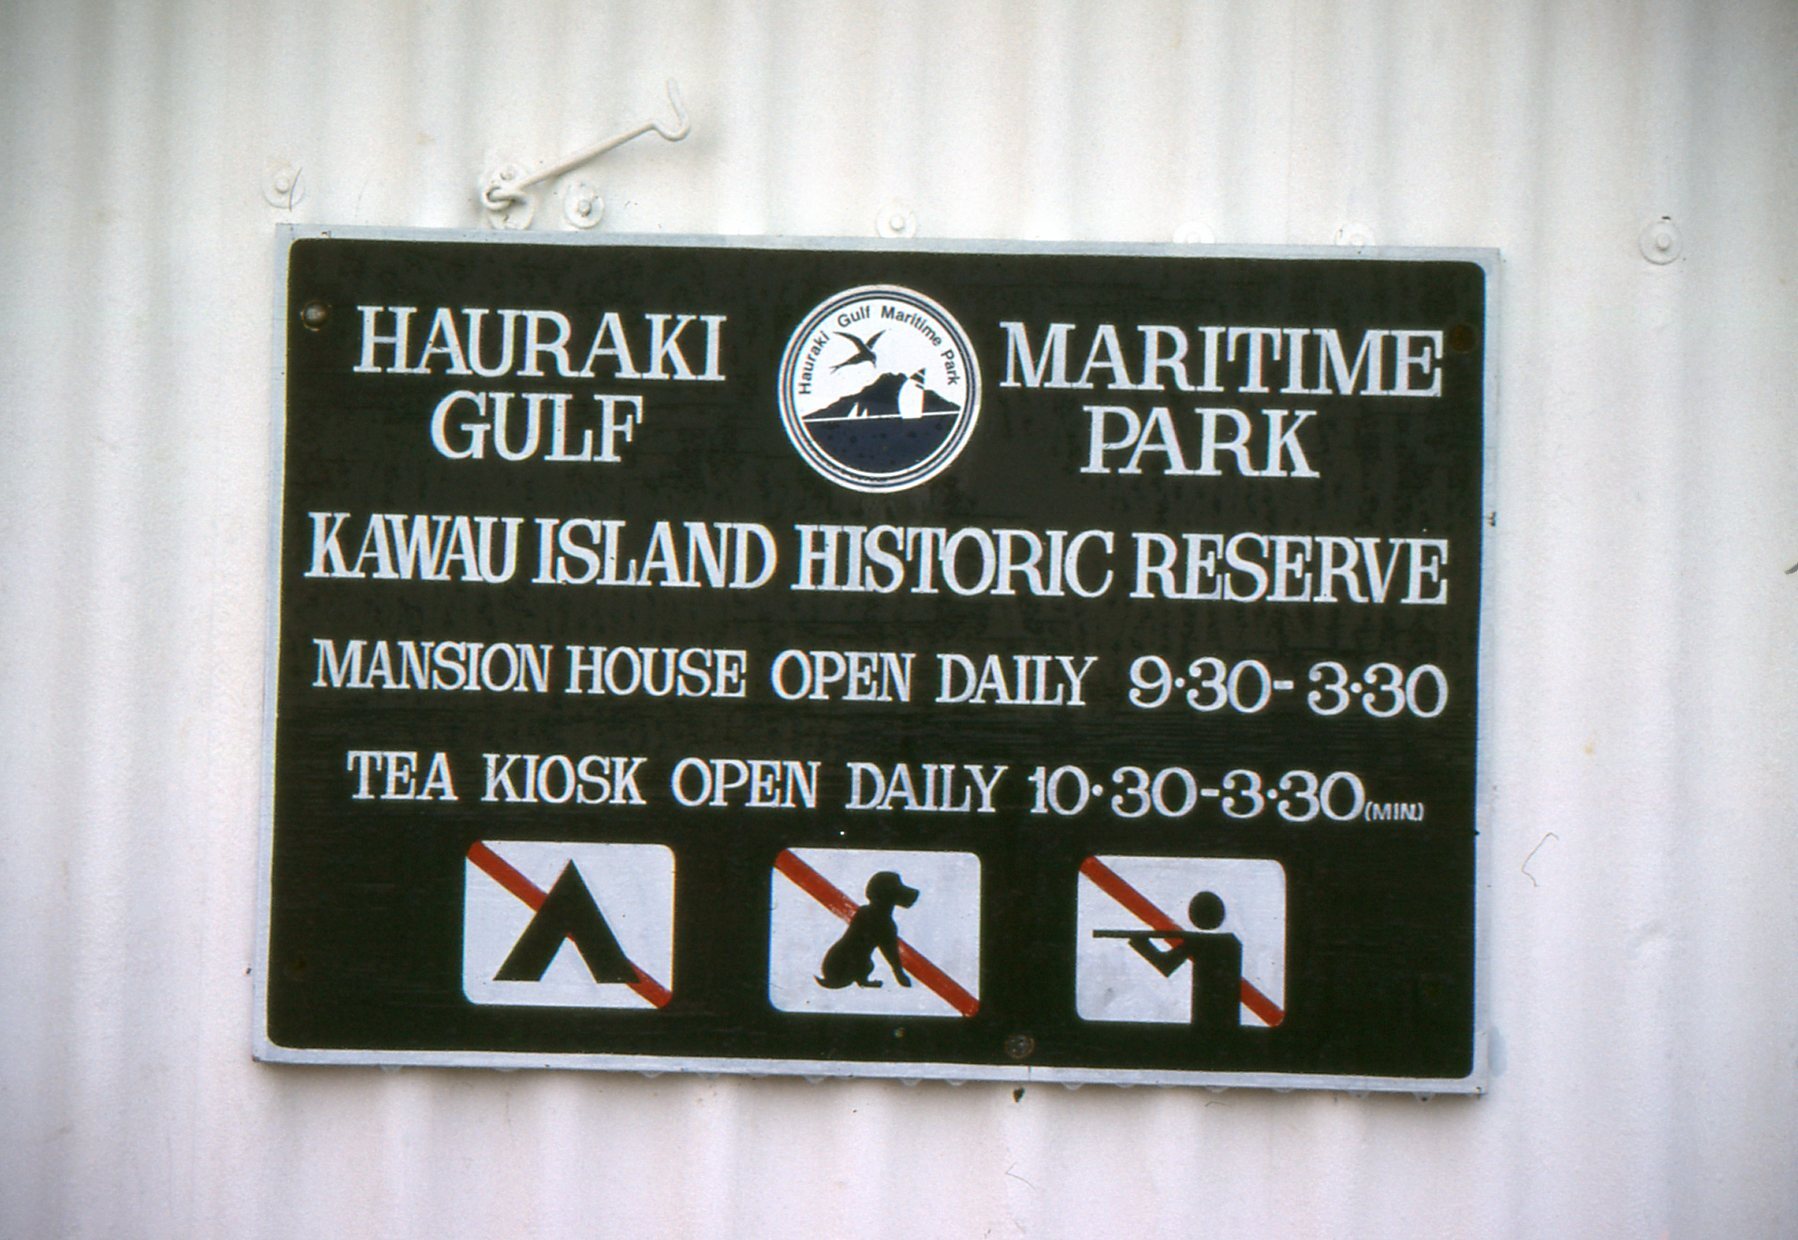 HAURAKI GULF
Hauraki Gulf Maritime Park
MARITIME PARK
KAWAU ISLAND HISTORIC RESERVE
MANSION HOUSE OPEN DAILY 9·30-3·30
TEA KIOSK OPEN DAILY 10·30-3·30(MIN.)